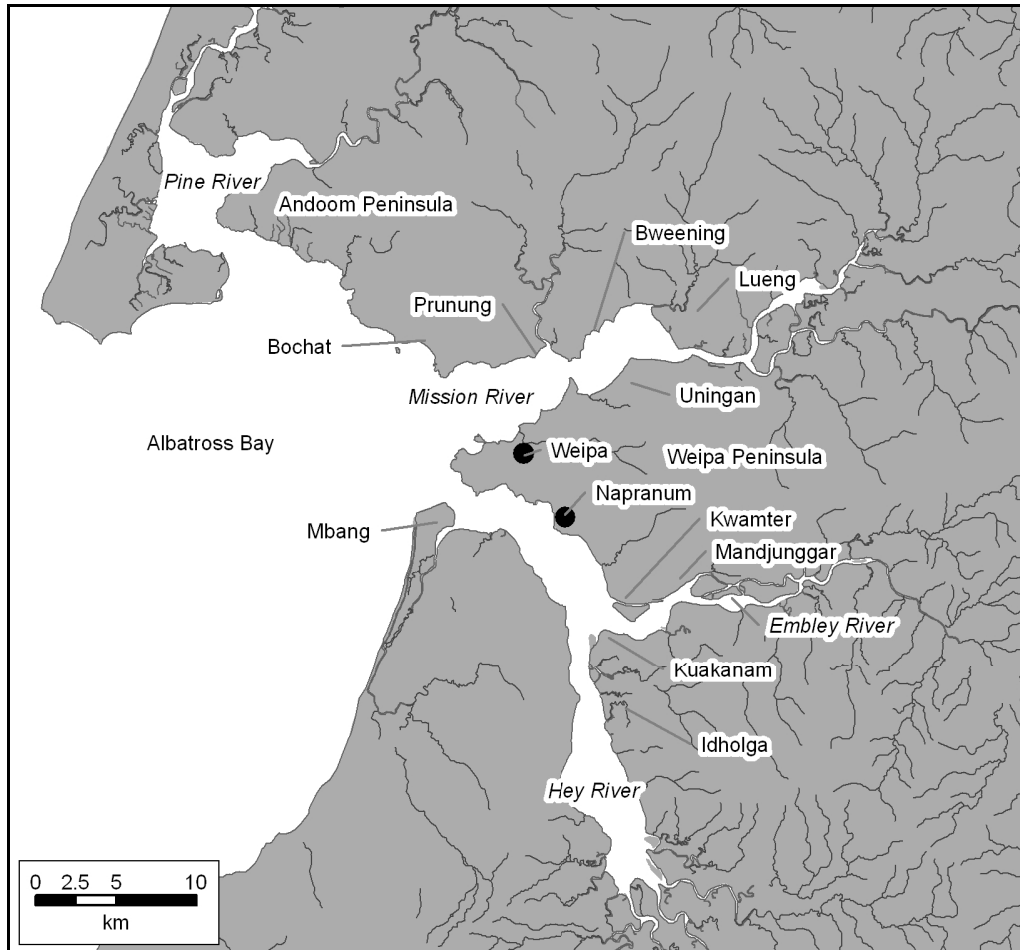 Pine River
Andoom Peninsula
Bweening
Lueng
Prunung
Bochat
Mission River
Uningan
Albatross Bay
Weipa
Weipa Peninsula
Napranum
Kwamter
Mbang
Mandjunggar
Embley River
Kuakanam
Idholga
Hey River
0 2.5 5 10
km